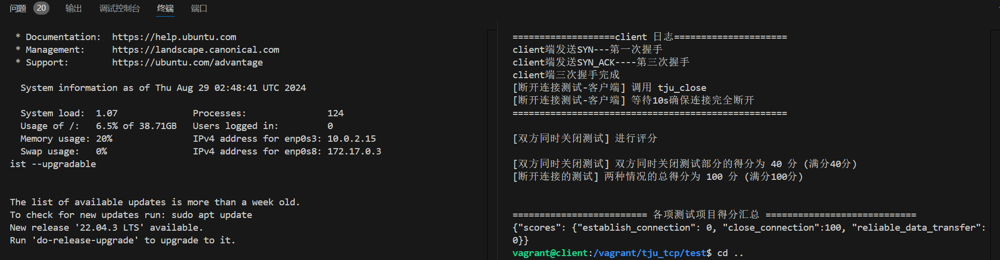 问题 20 输出 调试控制台 终端 端口
* Documentation: https://help.ubuntu.com
* Management: https://landscape.canonical.com
* Support: https://ubuntu.com/advantage
System information as of Thu Aug 29 02:48:41 UTC 2024
System load: 1.07 Processes: 124
Usage of /: 6.5% of 38.71GB Users logged in: 0
Memory usage: 20% IPv4 address for enp0s3: 10.0.2.15
Swap usage: 0% IPv4 address for enp0s8: 172.17.0.3
ist --upgradable
The list of available updates is more than a week old.
To check for new updates run: sudo apt update
New release '22.04.3 LTS' available.
Run 'do-release-upgrade' to upgrade to it.
===================client 日志=====================
client端发送SYN---第一次握手
client端发送SYN_ACK----第三次握手
client端三次握手完成
[断开连接测试-客户端] 调用 tju_close
[断开连接测试-客户端] 等待10s确保连接完全断开
===================================================
[双方同时关闭测试] 进行评分
[双方同时关闭测试] 双方同时关闭测试部分的得分为 40 分 (满分40分)
[断开连接的测试] 两种情况的总得分为 100 分 (满分100分)
========================= 各项测试项目得分汇总 ============================
{"scores": {"establish_connection": 0, "close_connection":100, "reliable_data_transfer":
0}}
vagrant@client:/vagrant/tju_tcp/test$ cd ..